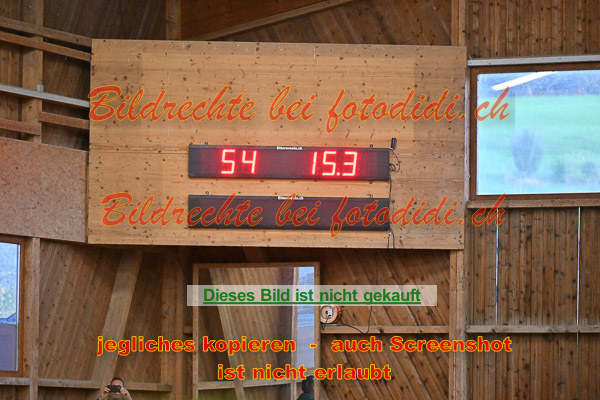 Bildrechte bei fotodidi.ch
54 15.3
Bildrechte bei fotodidi.ch
Dieses Bild ist nicht gekauft
jegliches kopieren - auch Screenshot
ist nicht erlaubt